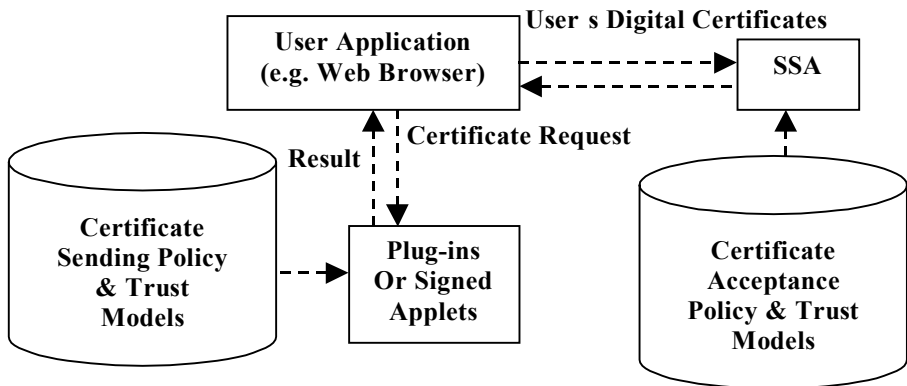 User s Digital Certificates
User Application
(e.g. Web Browser)
SSA
Certificate Request
Result
Certificate
Sending Policy
& Trust
Models
Plug-ins
Or Signed
Applets
Certificate
Acceptance
Policy & Trust
Models